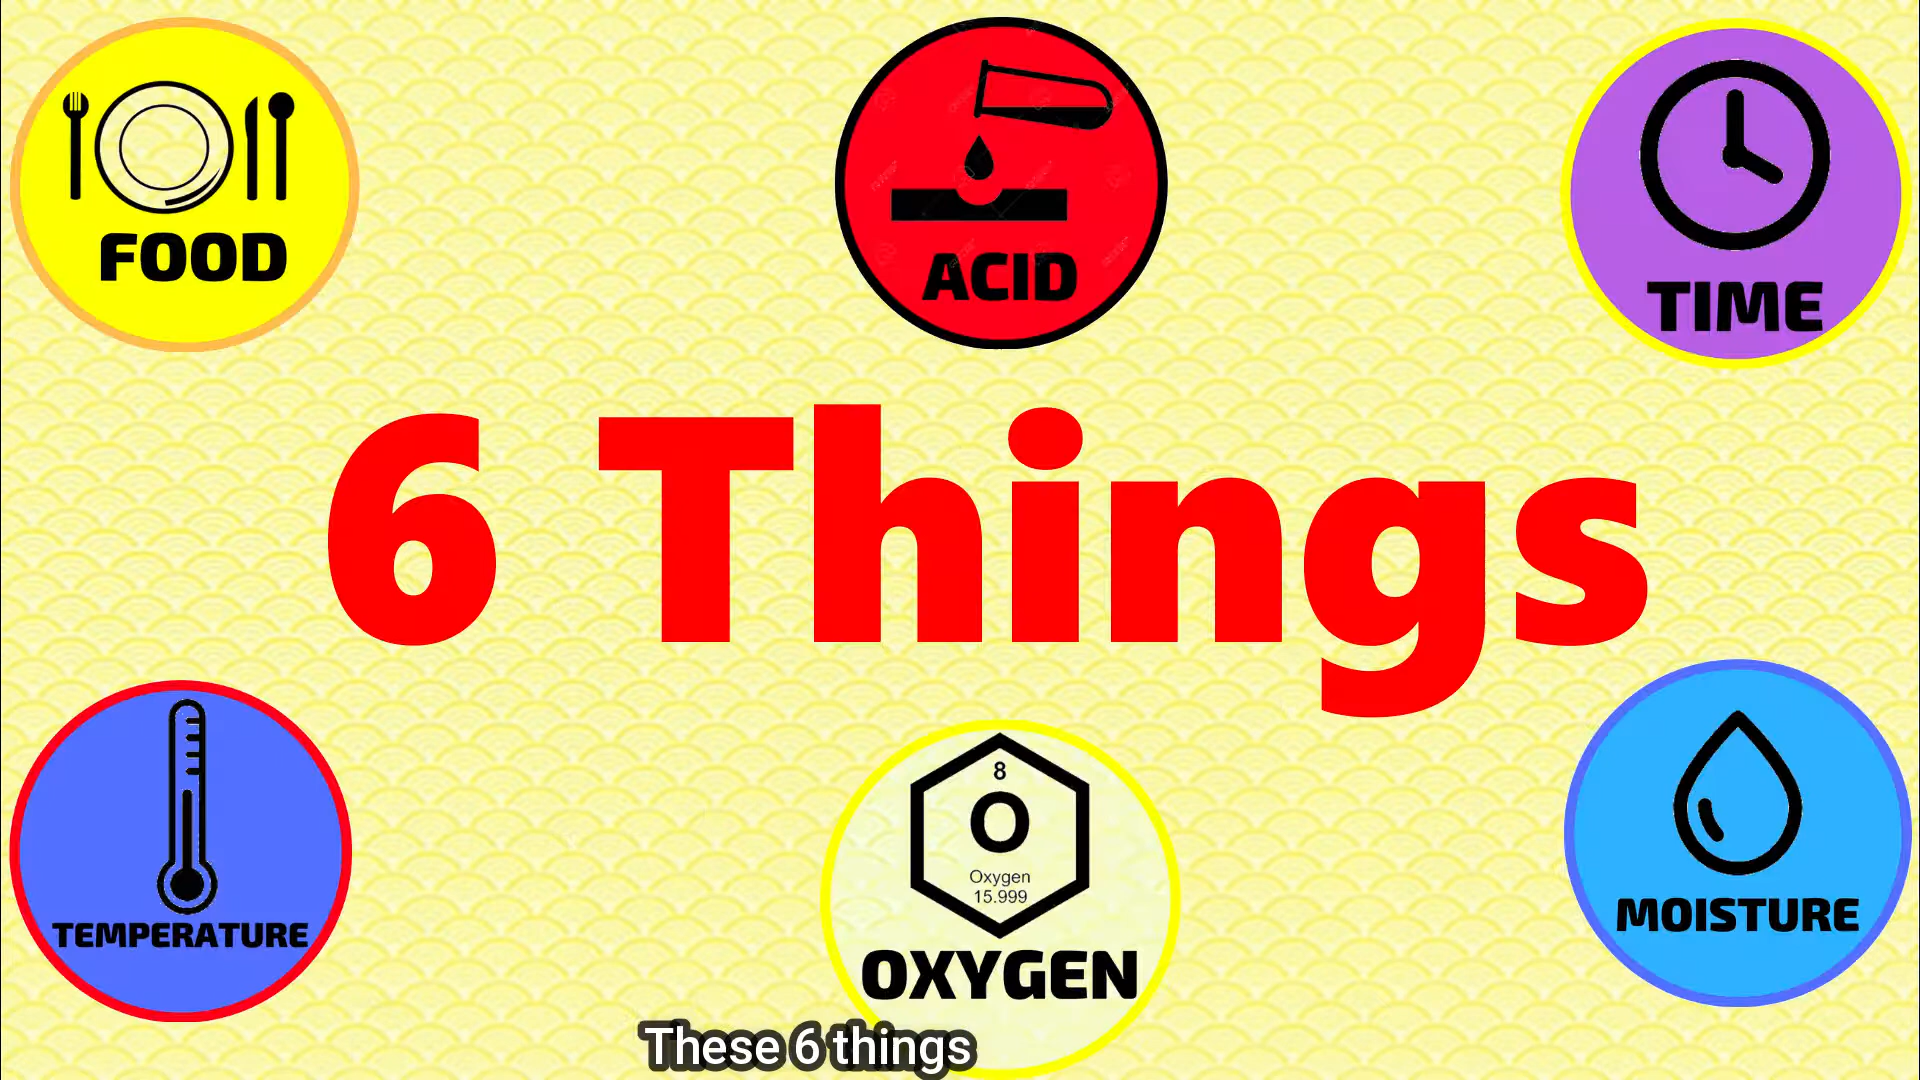 FOOD
ACID
TIME
6 Things
TEMPERATURE
8
O
Oxygen
15.999
OXYGEN
MOISTURE
These 6 things